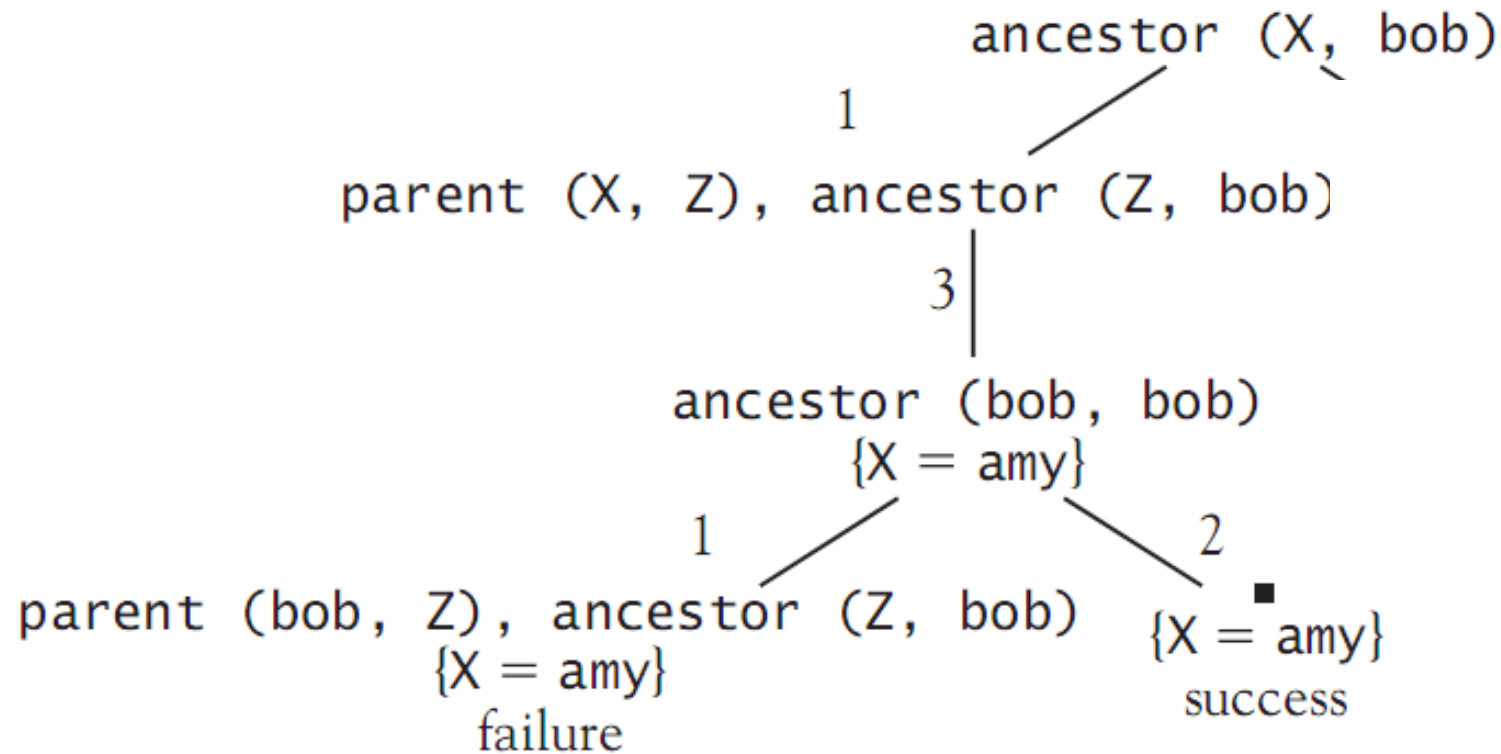 ancestor (X, bob)
1
parent (X, Z), ancestor (Z, bob)
3
ancestor (bob, bob)
{X = amy}
1
2
parent (bob, Z), ancestor (Z, bob)
{X = amy}
failure
{X = amy}
success